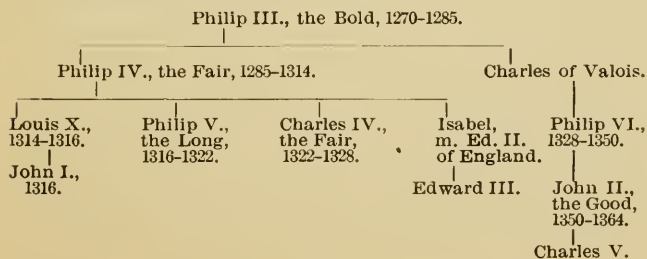 Philip III., the Bold, 1270-1285.
Philip IV., the Fair, 1285-1314.
Charles of Valois.
Louis X.,
1314-1316.
John I.,
1316.
Philip V.,
the Long,
1316-1322.
Charles IV.,
the Fair,
1322-1328.
Isabel,
m. Ed. II.
of England.
Edward III.
Philip VI.,
1328-1350.
John II.,
the Good,
1350-1364.
Charles V.